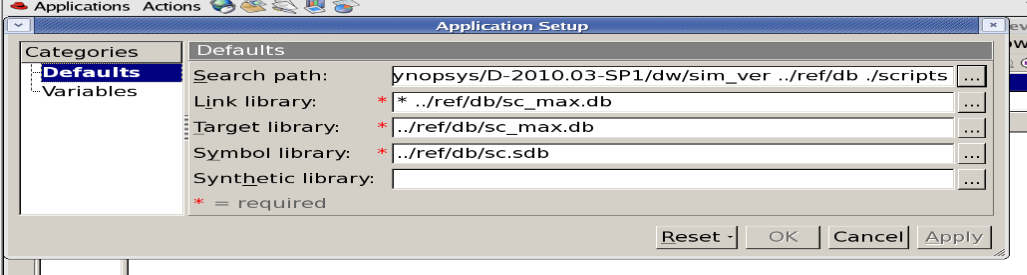 Applications Actions
Application Setup
Categories
Defaults
Variables
Defaults
Search path: ynopsys/D-2010.03-SP1/dw/sim_ver ../ref/db ./scripts ...
Link library: * * ../ref/db/sc_max.db ...
Target library: * ../ref/db/sc_max.db ...
Symbol library: * ../ref/db/sc.sdb ...
Synthetic library: ...
* = required
Reset OK Cancel Apply